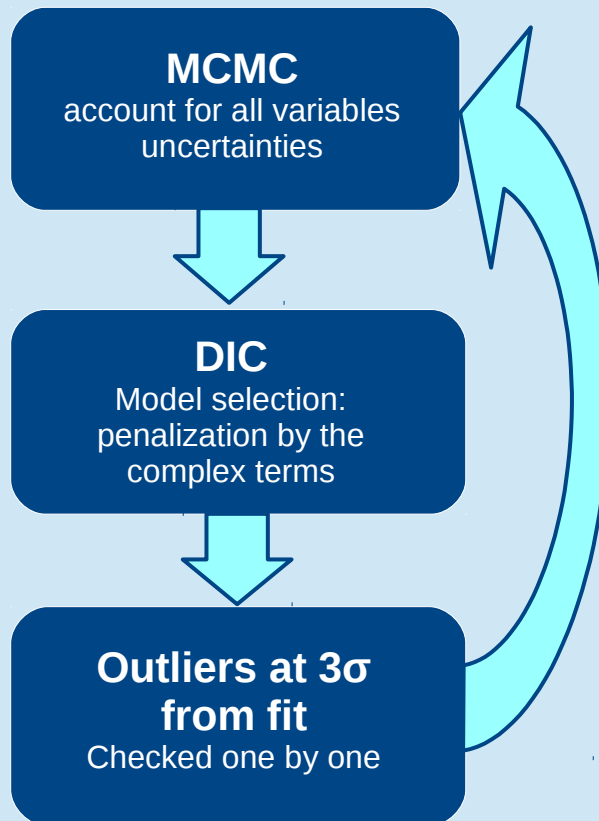 MCMC
account for all variables
uncertainties
DIC
Model selection:
penalization by the
complex terms
Outliers at 3σ
from fit
Checked one by one